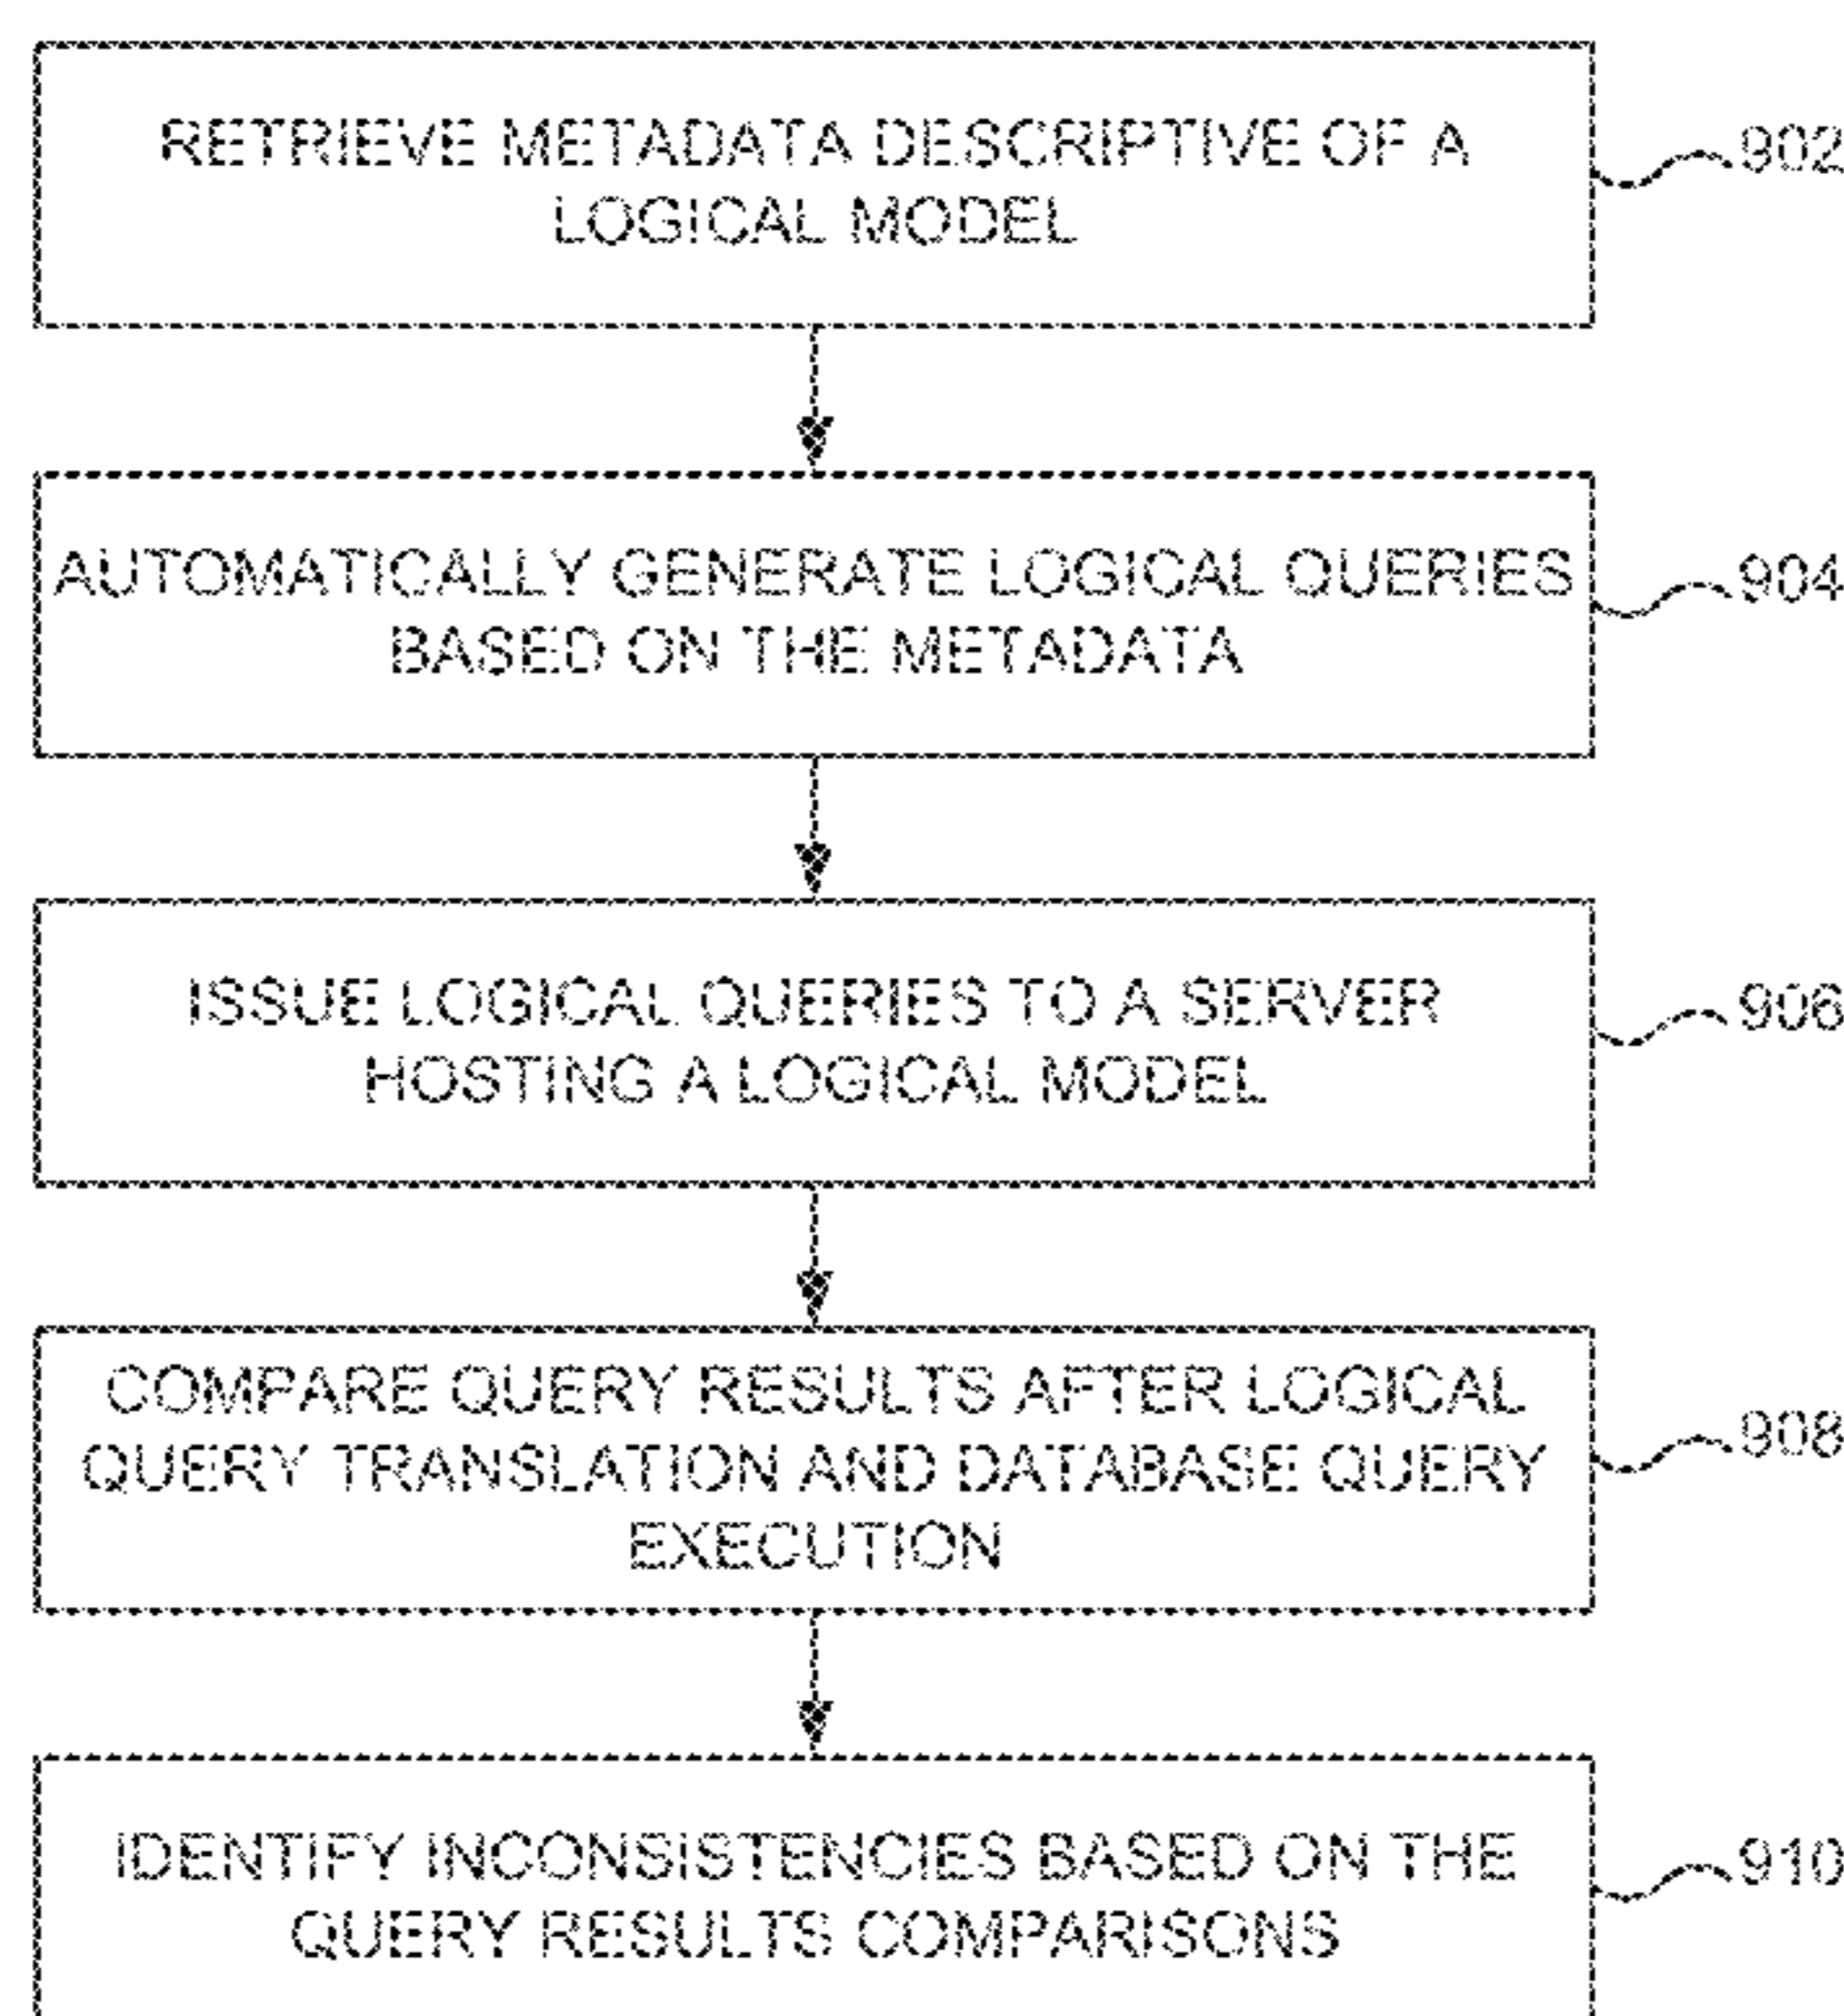 RETRIEVE METADATA DESCRIPTIVE OF A
LOGICAL MODEL
902
AUTOMATICALLY GENERATE LOGICAL QUERIES
BASED ON THE METADATA
904
ISSUE LOGICAL QUERIES TO A SERVER
HOSTING A LOGICAL MODEL
906
COMPARE QUERY RESULTS AFTER LOGICAL
QUERY TRANSLATION AND DATABASE QUERY
EXECUTION
908
IDENTIFY INCONSISTENCIES BASED ON THE
QUERY RESULTS COMPARISONS
910